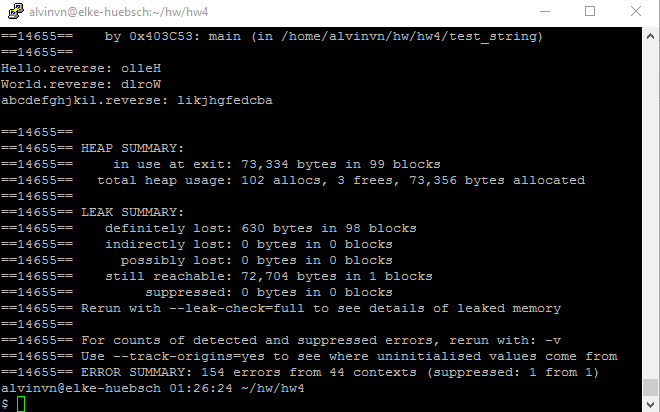 alvinvn@elke-huebsch:~/hw/hw4
==14655==    by 0x403C53: main (in /home/alvinvn/hw/hw4/test_string)
==14655==
Hello.reverse: olleH
World.reverse: dlroW
abcdefghjkil.reverse: likjhgfedcba

==14655==
==14655== HEAP SUMMARY:
==14655==     in use at exit: 73,334 bytes in 99 blocks
==14655==   total heap usage: 102 allocs, 3 frees, 73,356 bytes allocated
==14655==
==14655== LEAK SUMMARY:
==14655==    definitely lost: 630 bytes in 98 blocks
==14655==    indirectly lost: 0 bytes in 0 blocks
==14655==      possibly lost: 0 bytes in 0 blocks
==14655==    still reachable: 72,704 bytes in 1 blocks
==14655==         suppressed: 0 bytes in 0 blocks
==14655== Rerun with --leak-check=full to see details of leaked memory
==14655==
==14655== For counts of detected and suppressed errors, rerun with: -v
==14655== Use --track-origins=yes to see where uninitialised values come from
==14655== ERROR SUMMARY: 154 errors from 44 contexts (suppressed: 1 from 1)
alvinvn@elke-huebsch 01:26:24 ~/hw/hw4
$